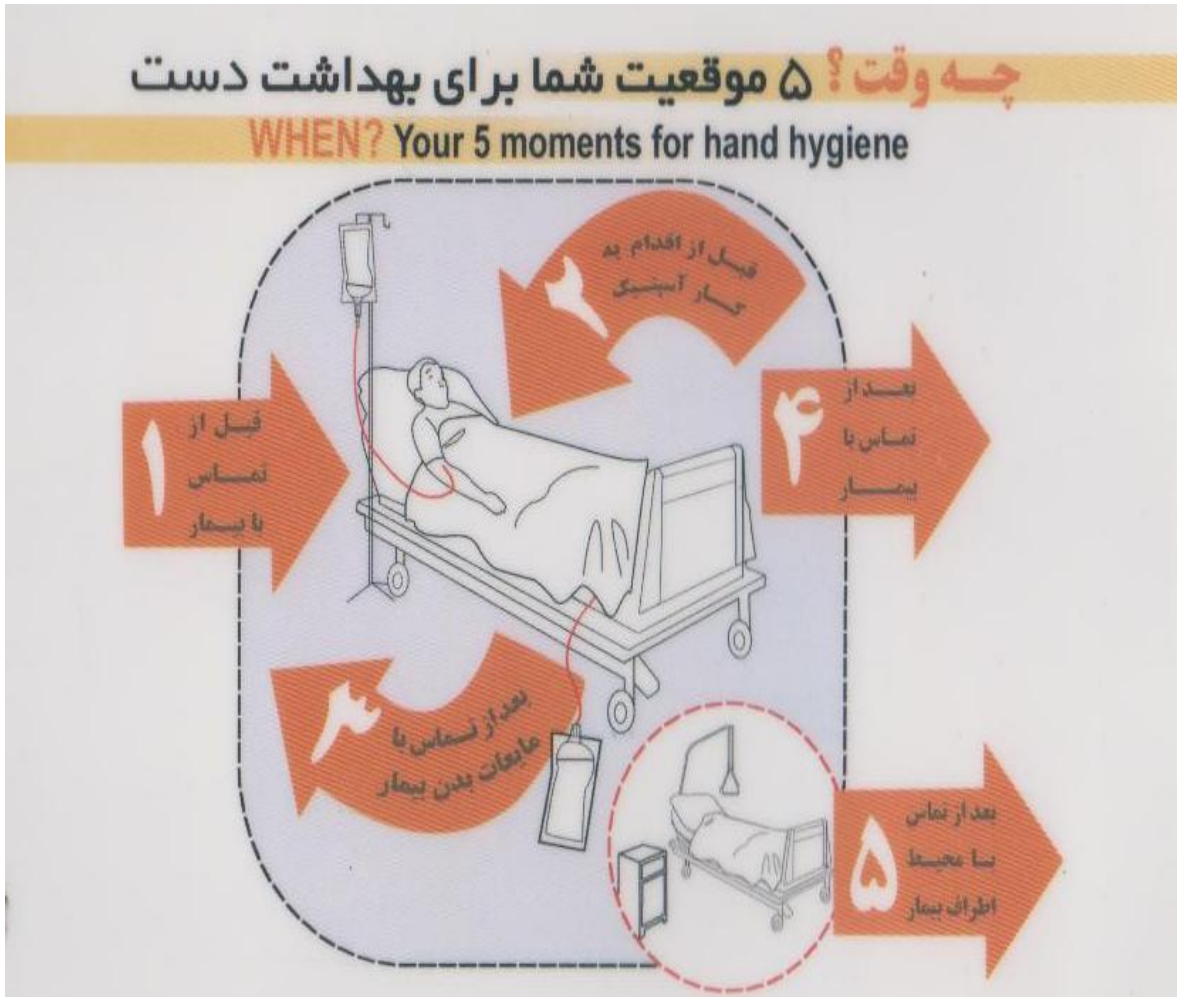 چه وقت؟ ۵ موقعیت شما برای بهداشت دست
WHEN? Your 5 moments for hand hygiene
۱
قبل از
تماس
با بیمار
۲
قبل از اقدام به
کار آسپتیک
۳
بعد از تماس با
مایعات بدن بیمار
۴
بعد از
تماس با
بیمار
۵
بعد از تماس
با محیط
اطراف بیمار